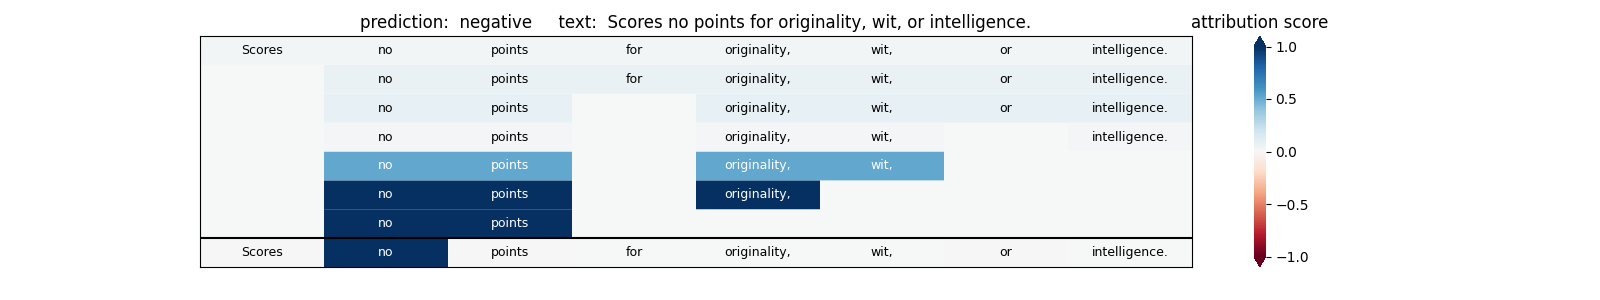 prediction: negative text: Scores no points for originality, wit, or intelligence. attribution score
Scores no points for originality, wit, or intelligence.
no points for originality, wit, or intelligence.
no points originality, wit, or intelligence.
no points originality, wit, intelligence.
no points originality, wit,
no points originality,
no points
Scores no points for originality, wit, or intelligence.
1.0
0.5
0.0
−0.5
−1.0